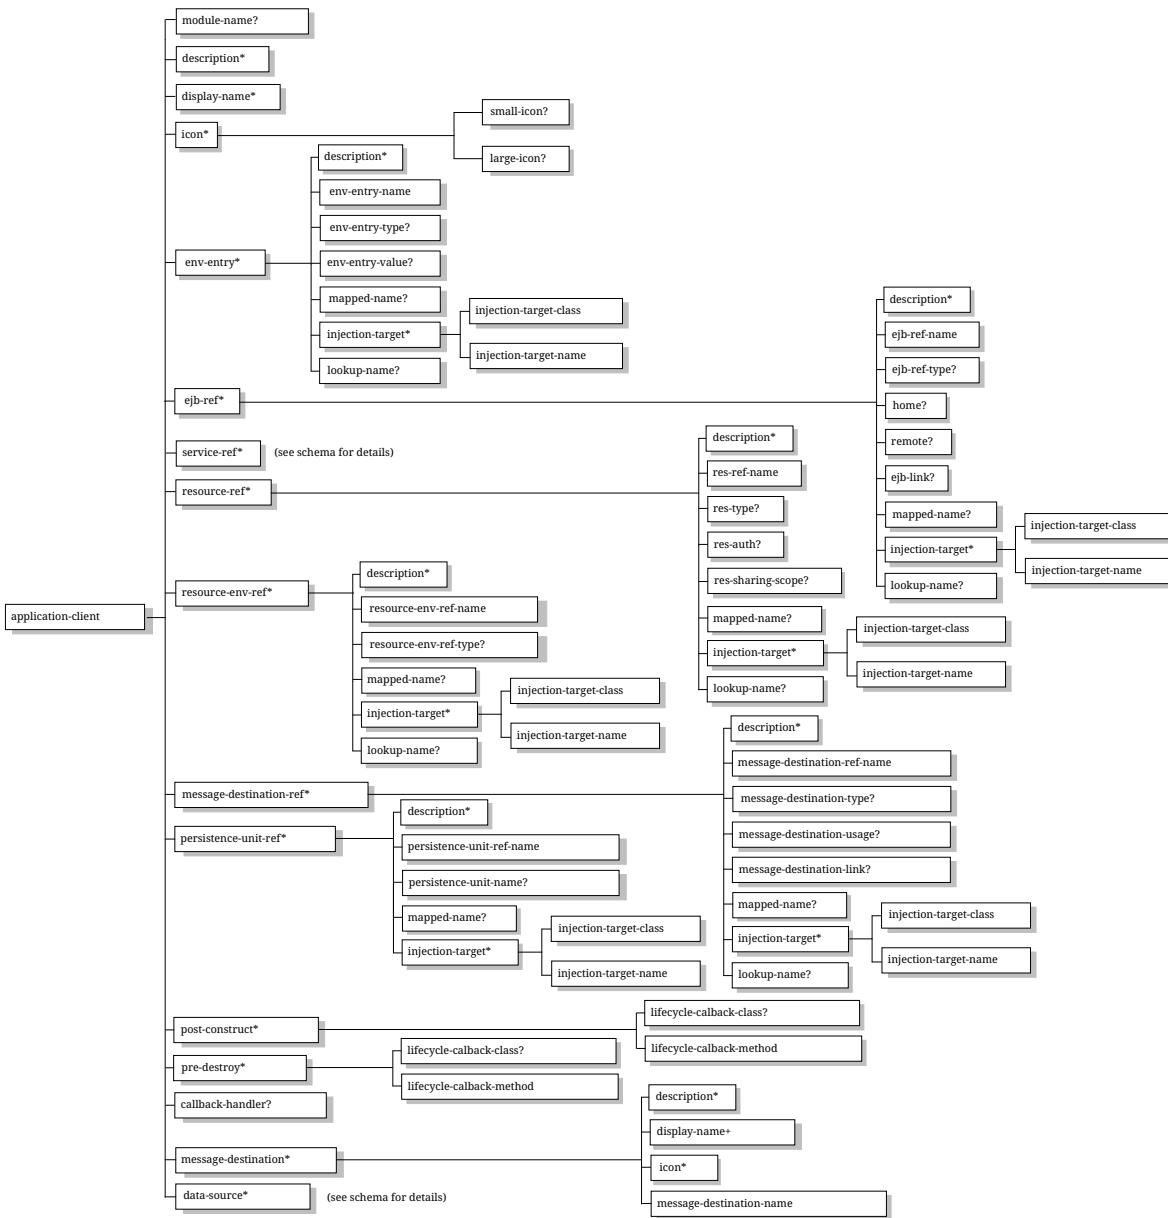 module-name?
description*
display-name*
icon*
small-icon?
large-icon?
env-entry*
description*
env-entry-name
env-entry-type?
env-entry-value?
mapped-name?
injection-target*
injection-target-class
injection-target-name
lookup-name?
ejb-ref*
description*
ejb-ref-name
ejb-ref-type?
home?
remote?
ejb-link?
mapped-name?
injection-target*
injection-target-class
injection-target-name
lookup-name?
service-ref* (see schema for details)
resource-ref*
description*
res-ref-name
res-type?
res-auth?
res-sharing-scope?
mapped-name?
injection-target*
injection-target-class
injection-target-name
lookup-name?
application-client
resource-env-ref*
description*
resource-env-ref-name
resource-env-ref-type?
mapped-name?
injection-target*
injection-target-class
injection-target-name
lookup-name?
message-destination-ref*
description*
message-destination-ref-name
message-destination-type?
message-destination-usage?
message-destination-link?
mapped-name?
injection-target*
injection-target-class
injection-target-name
lookup-name?
persistence-unit-ref*
description*
persistence-unit-ref-name
persistence-unit-name?
mapped-name?
injection-target*
injection-target-class
injection-target-name
post-construct*
lifecycle-calback-class?
lifecycle-calback-method
pre-destroy*
lifecycle-calback-class?
lifecycle-calback-method
callback-handler?
message-destination*
description*
display-name+
icon*
message-destination-name
data-source* (see schema for details)